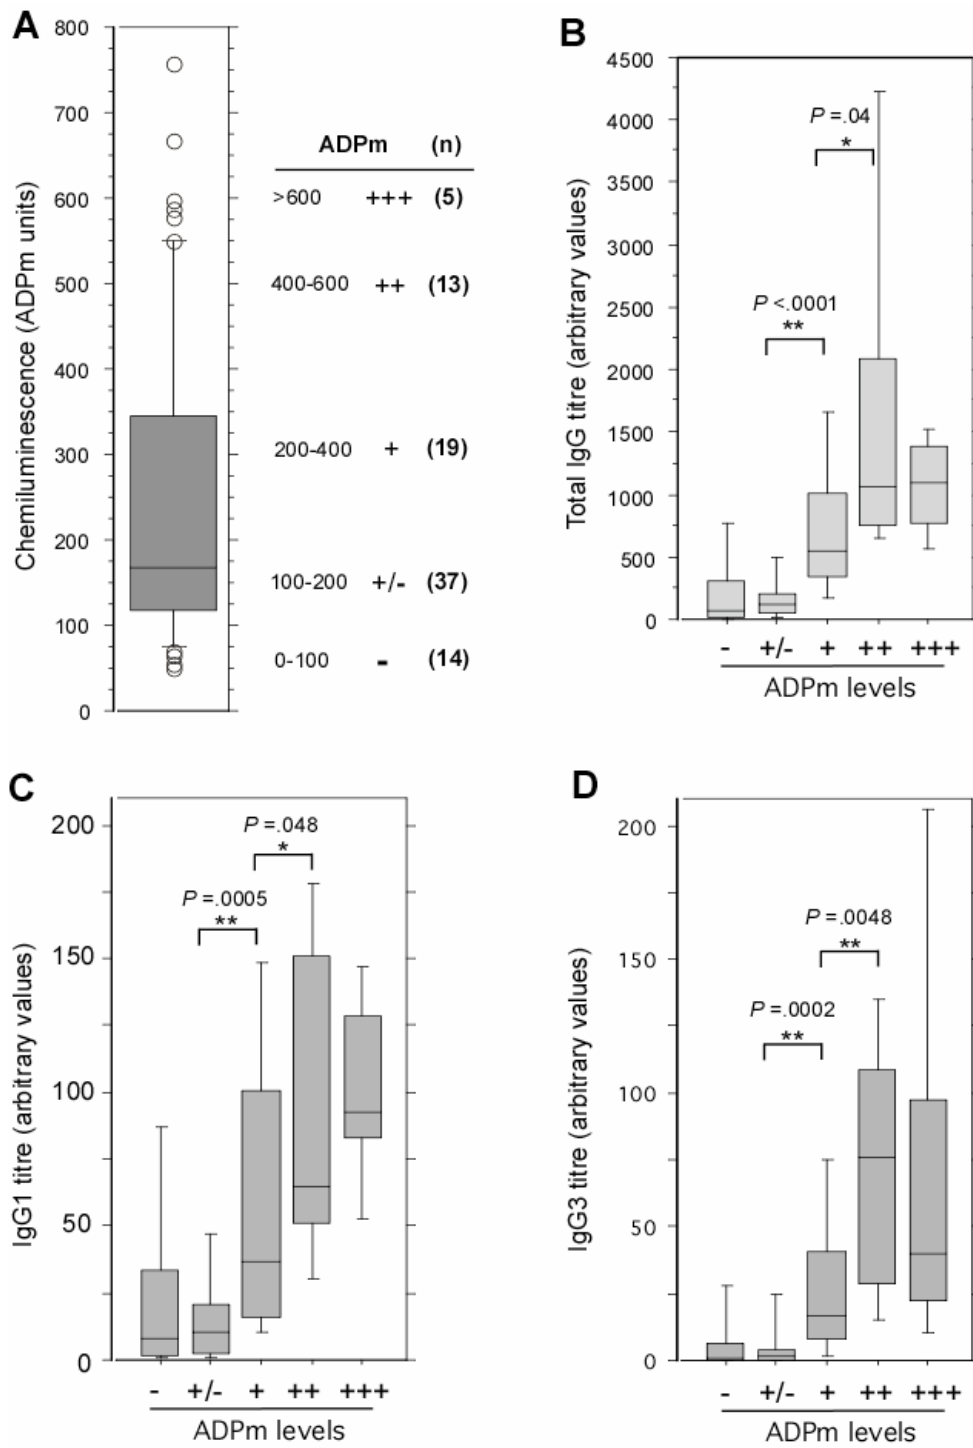 A
Chemiluminescence (ADPm units)
800
700
600
500
400
300
200
100
0
ADPm (n)
>600 +++ (5)
400-600 ++ (13)
200-400 + (19)
100-200 +/- (37)
0-100 - (14)
B
Total IgG titre (arbitrary values)
4500
4000
3500
3000
2500
2000
1500
1000
500
0
P =.04
*
P <.0001
**
- +/- + ++ +++
ADPm levels
C
IgG1 titre (arbitrary values)
200
150
100
50
0
P =.048
*
P =.0005
**
- +/- + ++ +++
ADPm levels
D
IgG3 titre (arbitrary values)
200
150
100
50
0
P =.0048
**
P =.0002
**
- +/- + ++ +++
ADPm levels